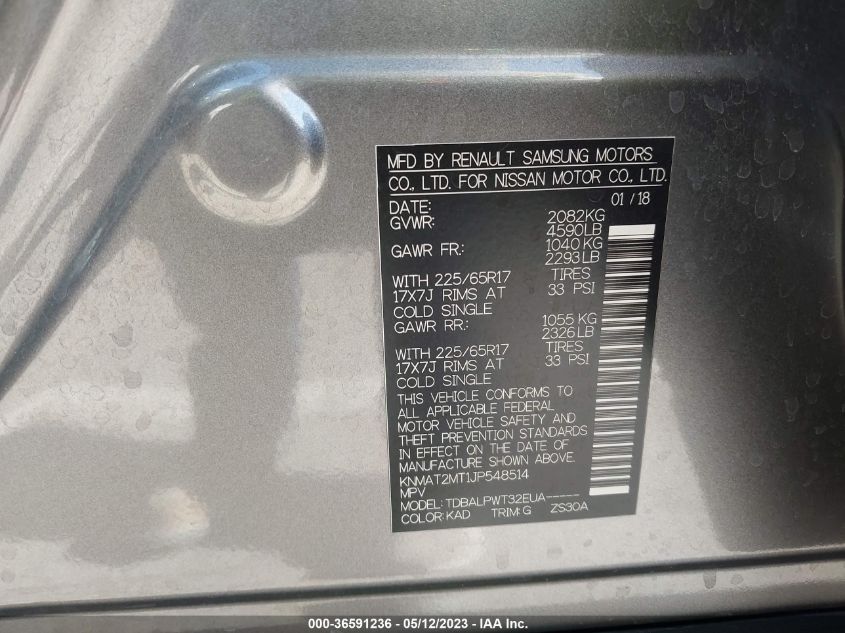 MFD BY RENAULT SAMSUNG MOTORS
CO., LTD. FOR NISSAN MOTOR CO., LTD.
DATE: 01 / 18
GVWR: 2082KG
4590LB
GAWR FR: 1040 KG
2293 LB
WITH 225/65R17 TIRES
17X7J RIMS AT 33 PSI
COLD SINGLE
GAWR RR: 1055 KG
2326 LB
WITH 225/65R17 TIRES
17X7J RIMS AT 33 PSI
COLD SINGLE
THIS VEHICLE CONFORMS TO
ALL APPLICABLE FEDERAL
MOTOR VEHICLE SAFETY AND
THEFT PREVENTION STANDARDS
IN EFFECT ON THE DATE OF
MANUFACTURE SHOWN ABOVE.
KNMAT2MT1JP548514
MPV
MODEL: TDBALPWT32EUA-----
COLOR: KAD TRIM: G ZS30A
000-36591236 - 05/12/2023 - IAA Inc.